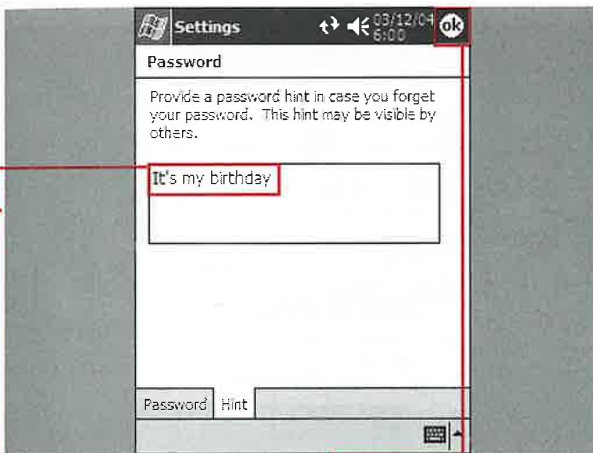 Settings
03/12/04
6:00
ok
Password
Provide a password hint in case you forget
your password. This hint may be visible by
others.
It's my birthday
Password Hint